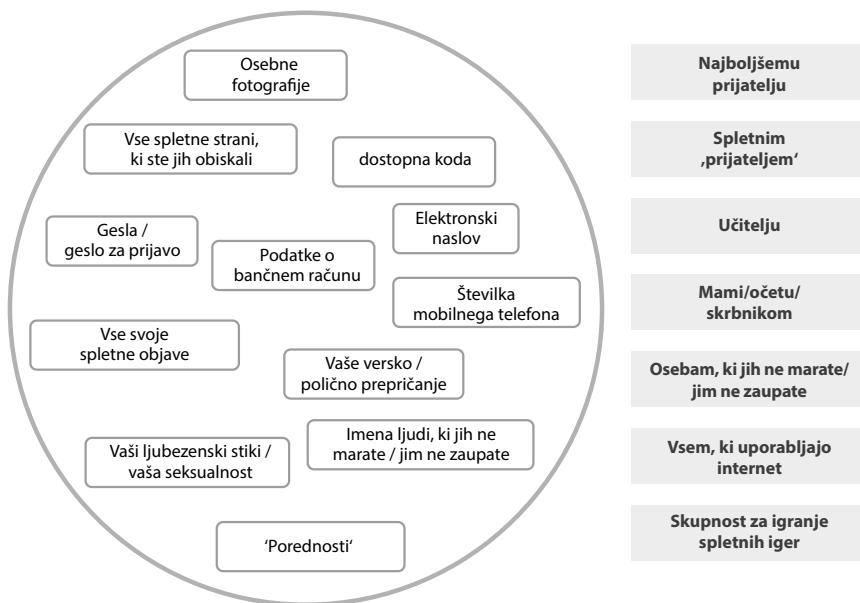 Osebne
fotografije
Vse spletne strani,
ki ste jih obiskali
dostopna koda
Gesla /
geslo za prijavo
Elektronski
naslov
Podatke o
bančnem računu
Številka
mobilnega telefona
Vse svoje
spletne objave
Vaše versko /
polično prepričanje
Vaši ljubezenski stiki /
vaša seksualnost
Imena ljudi, ki jih ne
marate / jim ne zaupate
'Porednosti‘
Najboljšemu
prijatelju
Spletnim
‚prijateljem‘
Učitelju
Mami/očetu/
skrbnikom
Osebam, ki jih ne marate/
jim ne zaupate
Vsem, ki uporabljajo
internet
Skupnost za igranje
spletnih iger